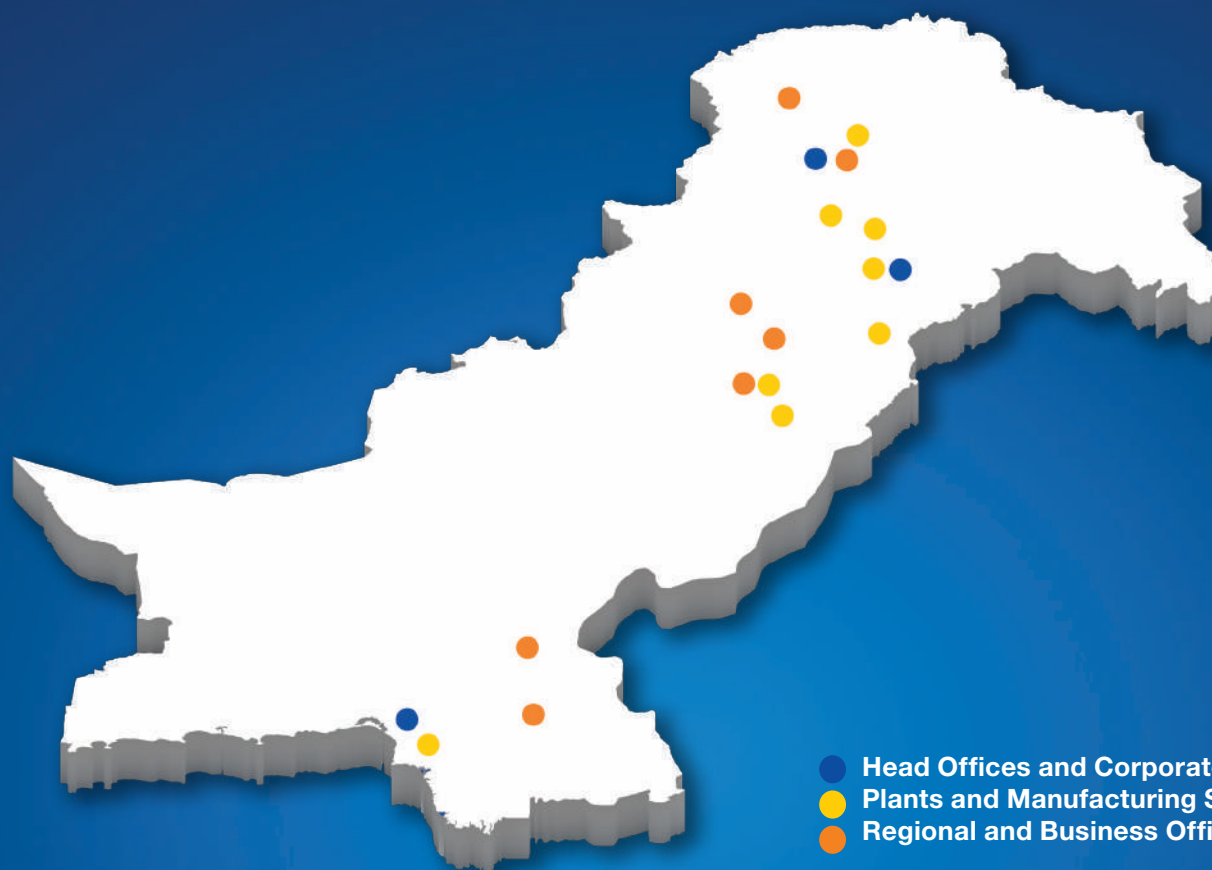 Head Offices and Corporat
Plants and Manufacturing S
Regional and Business Offi